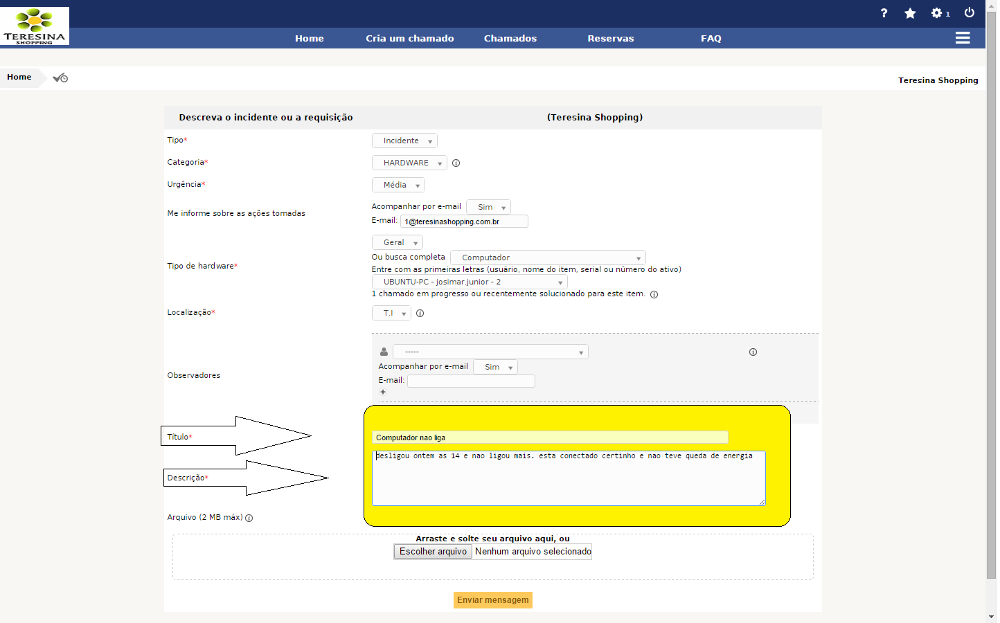 TERESINA
SHOPPING
? 1
Home Cria um chamado Chamados Reservas FAQ
Home
Teresina Shopping
Descreva o incidente ou a requisição (Teresina Shopping)
Tipo* Incidente
Categoria* HARDWARE
Urgência* Média
Me informe sobre as ações tomadas
Acompanhar por e-mail Sim
E-mail: 1@teresinashopping.com.br
Tipo de hardware*
Geral
Ou busca completa Computador
Entre com as primeiras letras (usuário, nome do item, serial ou número do ativo)
UBUNTU-PC - josimar.junior - 2
1 chamado em progresso ou recentemente solucionado para este item.
Localização* T.I
Observadores
-----
Acompanhar por e-mail Sim
E-mail:
+
Título* Computador nao liga
Descrição* desligou ontem as 14 e nao ligou mais. esta conectado certinho e nao teve queda de energia
Arquivo (2 MB máx)
Arraste e solte seu arquivo aqui, ou
Escolher arquivo Nenhum arquivo selecionado
Enviar mensagem